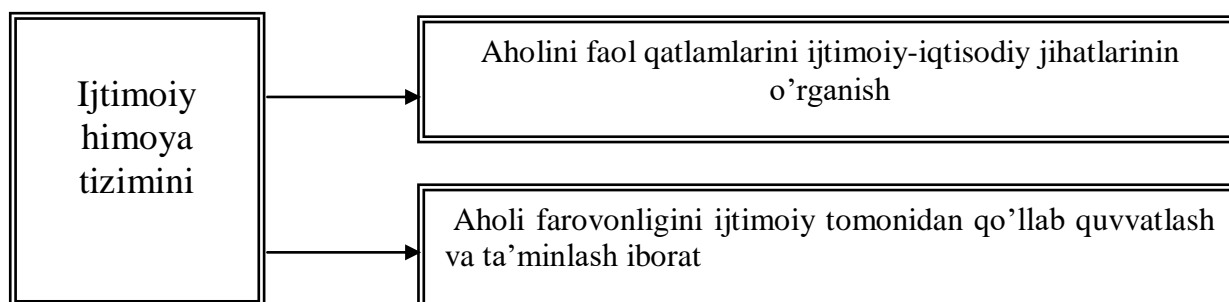 Ijtimoiy
himoya
tizimini
Aholini faol qatlamlarini ijtimoiy-iqtisodiy jihatlarinin
o’rganish
Aholi farovonligini ijtimoiy tomonidan qo’llab quvvatlash
va ta’minlash iborat